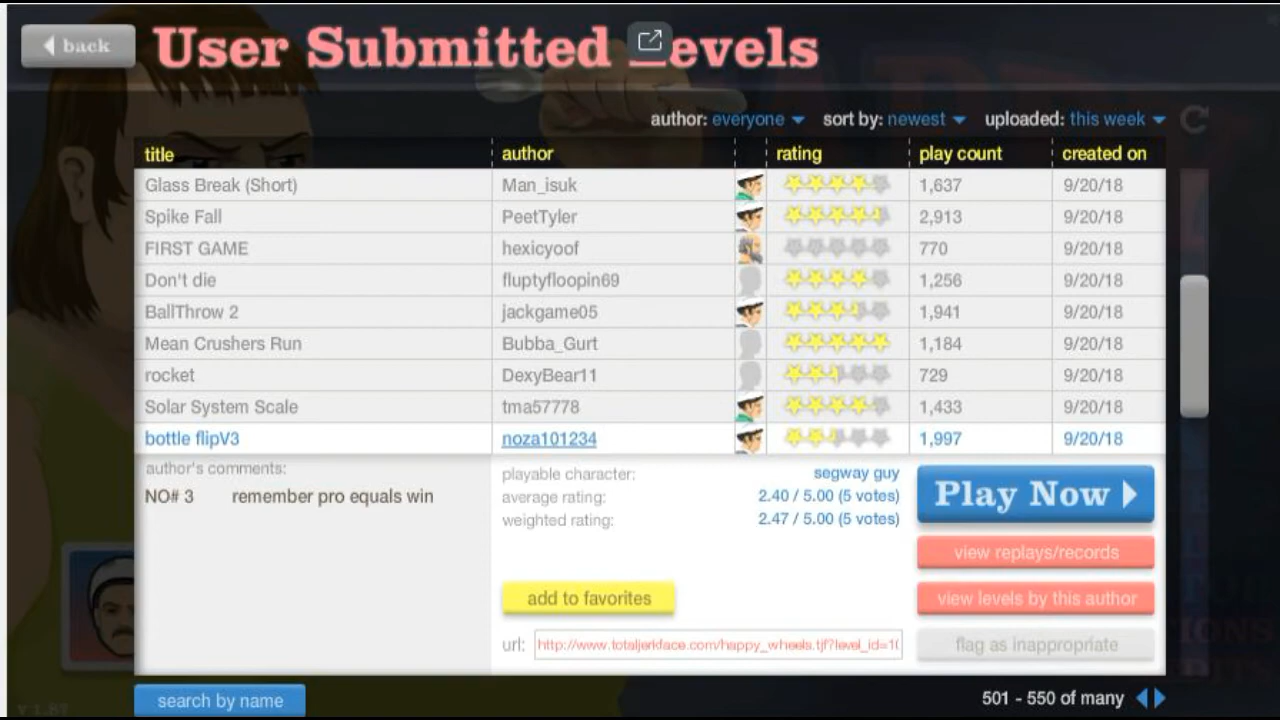 back
User Submitted Levels
author: everyone sort by: newest uploaded: this week
title author rating play count created on
Glass Break (Short) Man_isuk 1,637 9/20/18
Spike Fall PeetTyler 2,913 9/20/18
FIRST GAME hexicyoof 770 9/20/18
Don't die fluptyfloopin69 1,256 9/20/18
BallThrow 2 jackgame05 1,941 9/20/18
Mean Crushers Run Bubba_Gurt 1,184 9/20/18
rocket DexyBear11 729 9/20/18
Solar System Scale tma57778 1,433 9/20/18
bottle flipV3 noza101234 1,997 9/20/18
author's comments:
NO# 3 remember pro equals win
playable character: segway guy
average rating: 2.40 / 5.00 (5 votes)
weighted rating: 2.47 / 5.00 (5 votes)
Play Now
view replays/records
add to favorites
view levels by this author
url: http://www.totaljerkface.com/happy_wheels.tjf?level_id=1(
flag as inappropriate
search by name
501 - 550 of many